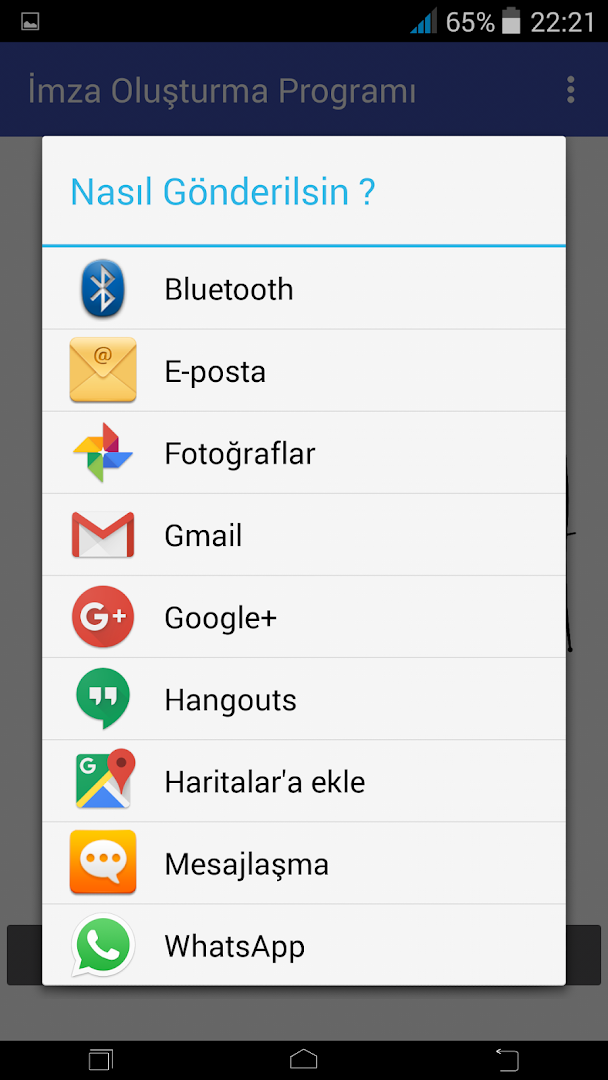 65% 22:21
İmza Oluşturma Programı
Nasıl Gönderilsin ?
Bluetooth
@ E-posta
Fotoğraflar
Gmail
G+ Google+
Hangouts
G Haritalar'a ekle
Mesajlaşma
WhatsApp